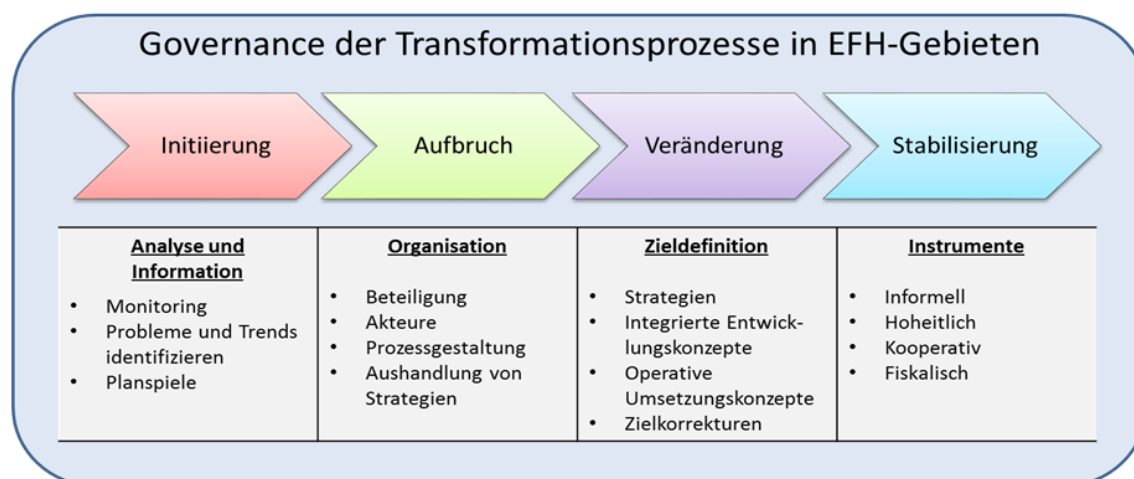 Governance der Transformationsprozesse in EFH-Gebieten
Initiierung
Aufbruch
Veränderung
Stabilisierung
Analyse und
Information
• Monitoring
• Probleme und Trends
identifizieren
• Planspiele
Organisation
• Beteiligung
• Akteure
• Prozessgestaltung
• Aushandlung von
Strategien
Zieldefinition
• Strategien
• Integrierte Entwick-
lungskonzepte
• Operative
Umsetzungskonzepte
• Zielkorrekturen
Instrumente
• Informell
• Hoheitlich
• Kooperativ
• Fiskalisch